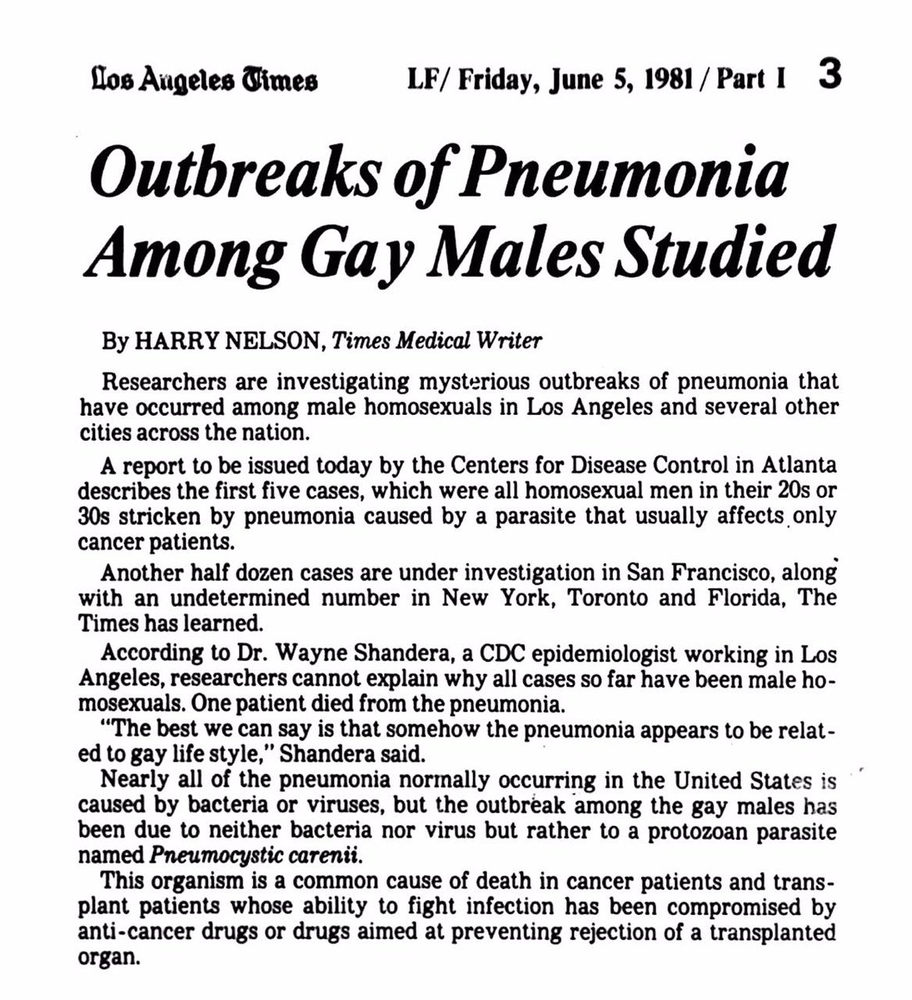 Los Angeles Times LF/ Friday, June 5, 1981 / Part I 3
Outbreaks of Pneumonia
Among Gay Males Studied
By HARRY NELSON, Times Medical Writer
Researchers are investigating mysterious outbreaks of pneumonia that
have occurred among male homosexuals in Los Angeles and several other
cities across the nation.
A report to be issued today by the Centers for Disease Control in Atlanta
describes the first five cases, which were all homosexual men in their 20s or
30s stricken by pneumonia caused by a parasite that usually affects only
cancer patients.
Another half dozen cases are under investigation in San Francisco, along
with an undetermined number in New York, Toronto and Florida, The
Times has learned.
According to Dr. Wayne Shandera, a CDC epidemiologist working in Los
Angeles, researchers cannot explain why all cases so far have been male ho-
mosexuals. One patient died from the pneumonia.
"The best we can say is that somehow the pneumonia appears to be relat-
ed to gay life style," Shandera said.
Nearly all of the pneumonia normally occurring in the United States is
caused by bacteria or viruses, but the outbreak among the gay males has
been due to neither bacteria nor virus but rather to a protozoan parasite
named Pneumocystic carenii.
This organism is a common cause of death in cancer patients and trans-
plant patients whose ability to fight infection has been compromised by
anti-cancer drugs or drugs aimed at preventing rejection of a transplanted
organ.